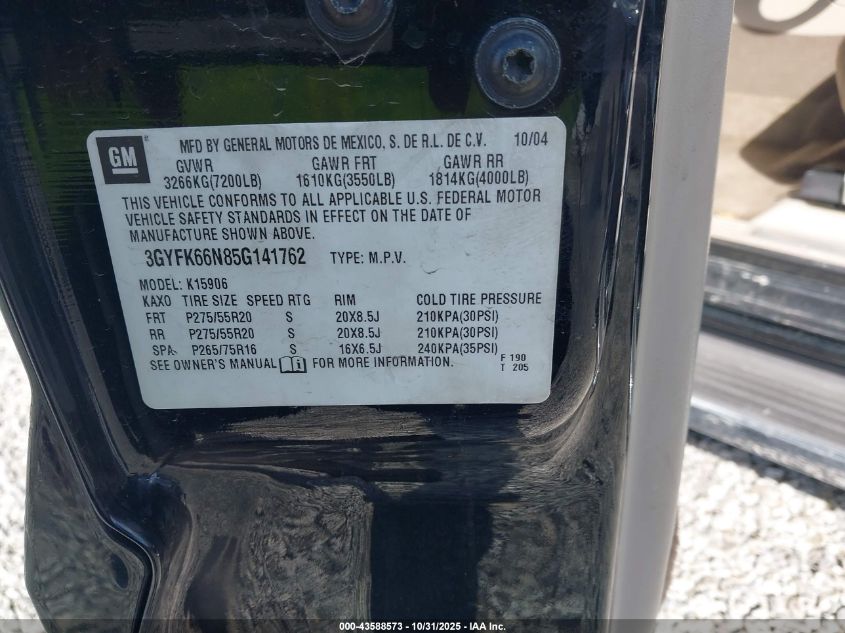 GM
MFD BY GENERAL MOTORS DE MEXICO, S. DE R.L. DE C.V. 10/04
GVWR GAWR FRT GAWR RR
3266KG(7200LB) 1610KG(3550LB) 1814KG(4000LB)
THIS VEHICLE CONFORMS TO ALL APPLICABLE U.S. FEDERAL MOTOR
VEHICLE SAFETY STANDARDS IN EFFECT ON THE DATE OF
MANUFACTURE SHOWN ABOVE.
3GYFK66N85G141762 TYPE: M.P.V.
MODEL: K15906
KAXO TIRE SIZE SPEED RTG RIM COLD TIRE PRESSURE
FRT P275/55R20 S 20X8.5J 210KPA(30PSI)
RR P275/55R20 S 20X8.5J 210KPA(30PSI)
SPA P265/75R16 S 16X6.5J 240KPA(35PSI)
SEE OWNER'S MANUAL FOR MORE INFORMATION.
F 190
T 205
000-43588573 - 10/31/2025 - IAA Inc.